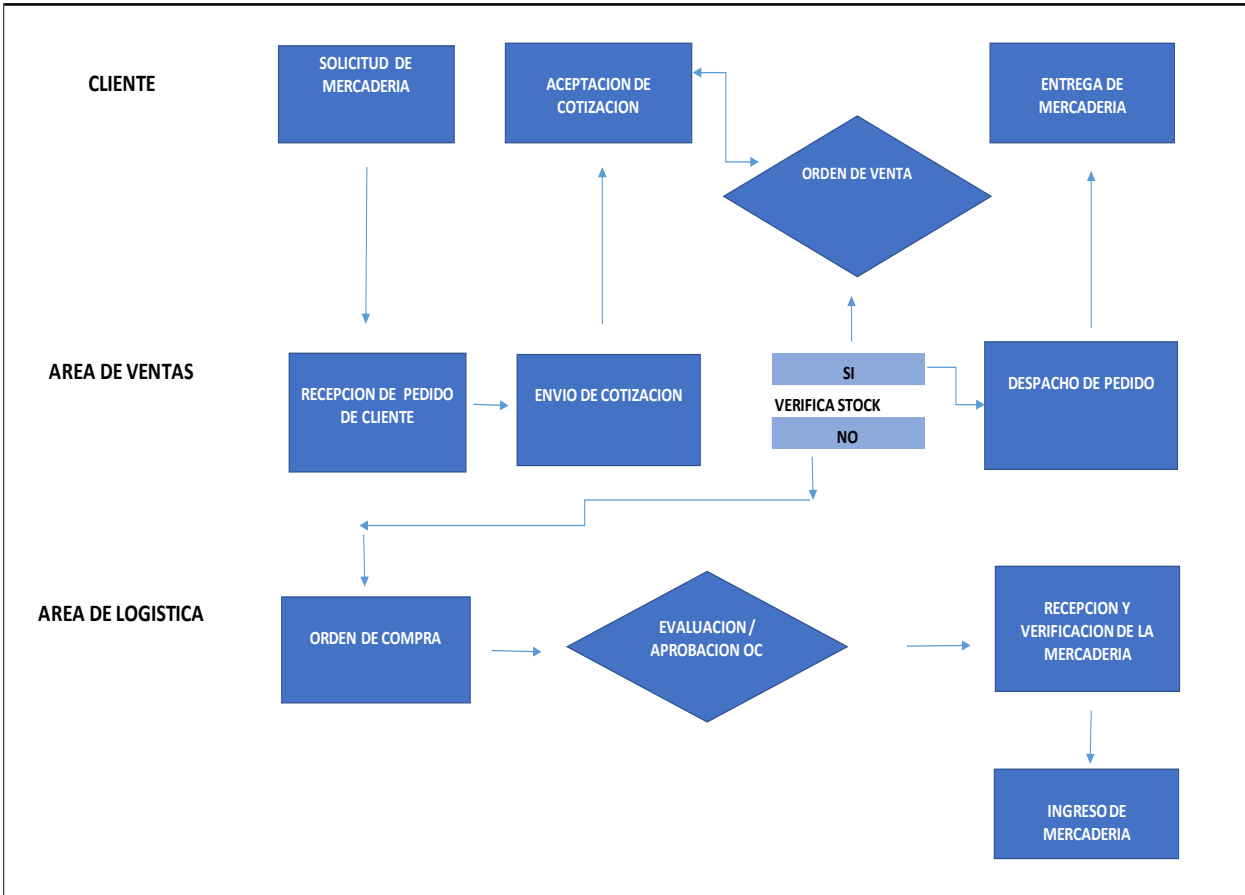 CLIENTE
SOLICITUD DE
MERCADERIA
ACEPTACION DE
COTIZACION
ORDEN DE VENTA
ENTREGA DE
MERCADERIA
AREA DE VENTAS
RECEPCION DE PEDIDO
DE CLIENTE
ENVIO DE COTIZACION
SI
VERIFICA STOCK
NO
DESPACHO DE PEDIDO
AREA DE LOGISTICA
ORDEN DE COMPRA
EVALUACION /
APROBACION OC
RECEPCION Y
VERIFICACION DE LA
MERCADERIA
INGRESO DE
MERCADERIA